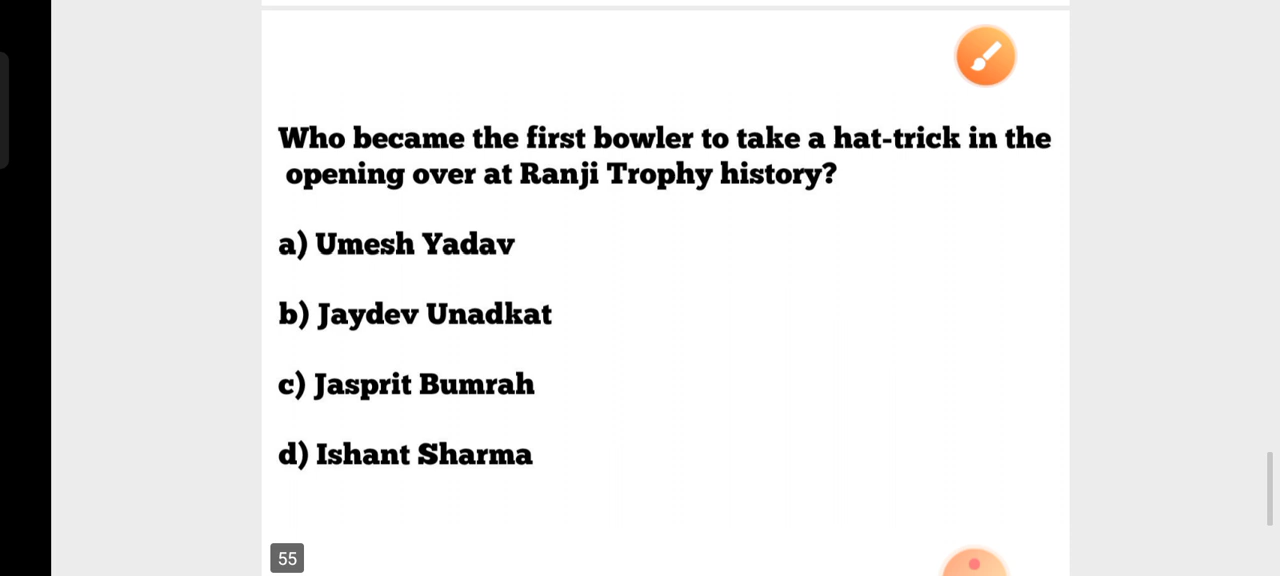 Who became the first bowler to take a hat-trick in the
opening over at Ranji Trophy history?
a) Umesh Yadav
b) Jaydev Unadkat
c) Jasprit Bumrah
d) Ishant Sharma
55